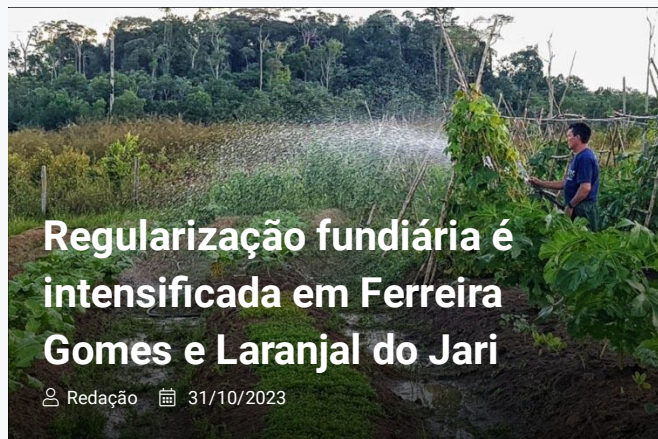 Regularização fundiária é
intensificada em Ferreira
Gomes e Laranjal do Jari
Redação 31/10/2023